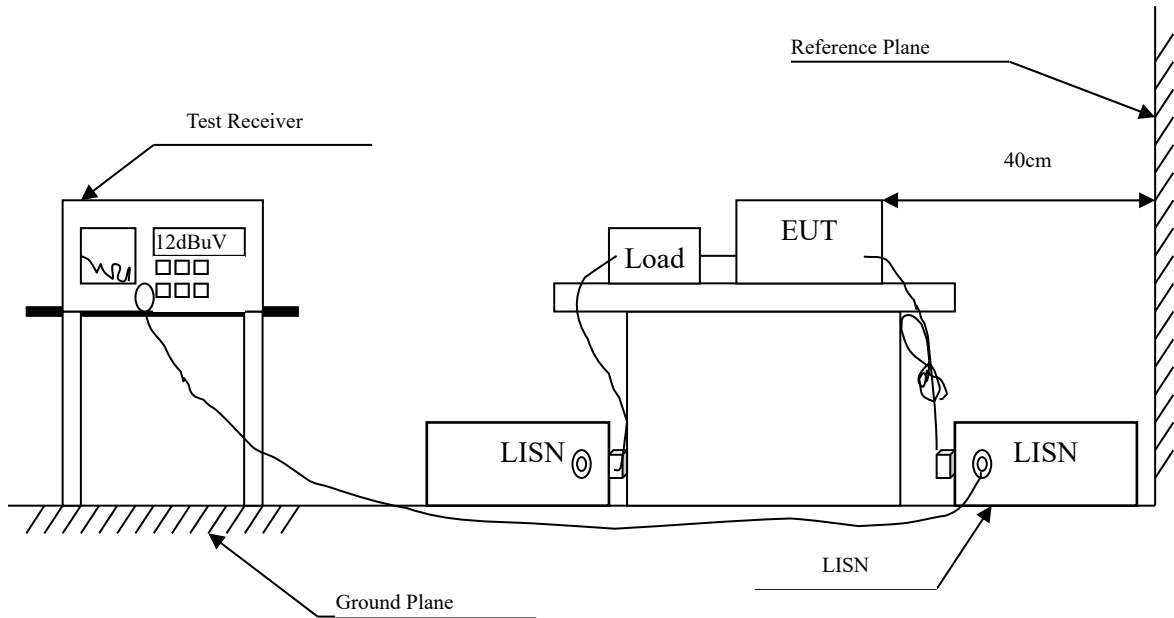 Reference Plane
Test Receiver
40cm
12dBuV
EUT
Load
LISN
LISN
LISN
Ground Plane